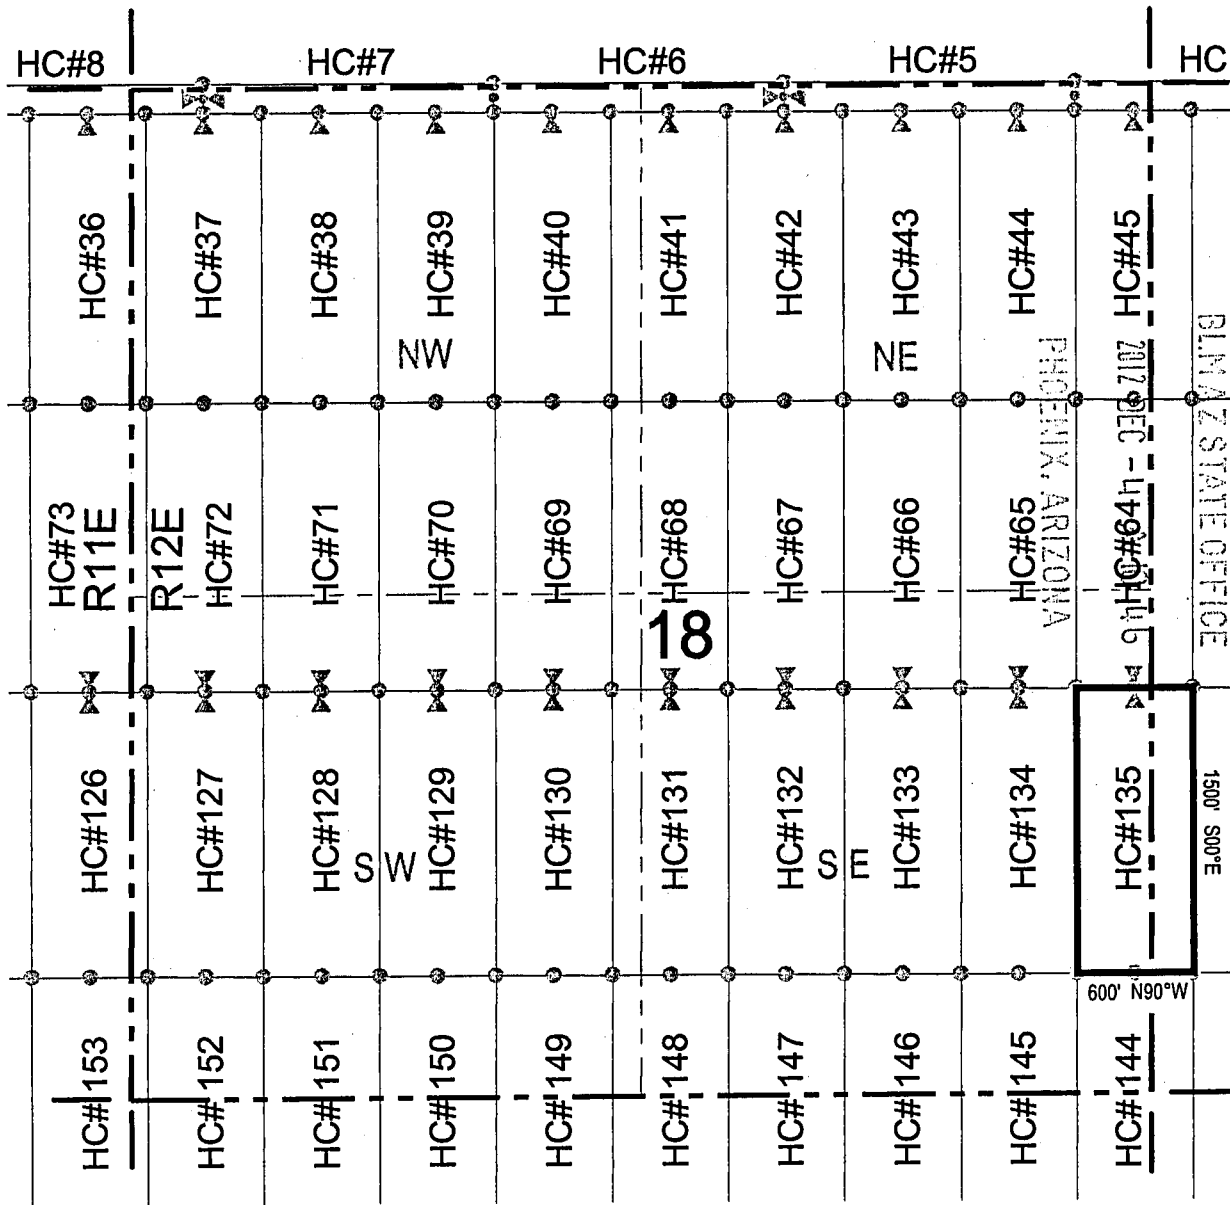 HC#8 HC#7 HC#6 HC#5 HC
HC#36 HC#37 HC#38 HC#39 HC#40 HC#41 HC#42 HC#43 HC#44 HC#45
NW NE
BLM AZ STATE OFFICE
2012 DEC -4
PHOENIX, ARIZONA
HC#73 HC#72 HC#71 HC#70 HC#69 HC#68 HC#67 HC#66 HC#65 HC#64
R11E R12E
18
HC#126 HC#127 HC#128 HC#129 HC#130 HC#131 HC#132 HC#133 HC#134 HC#135
SW SE
1500' S00°E
600' N90°W
HC#153 HC#152 HC#151 HC#150 HC#149 HC#148 HC#147 HC#146 HC#145 HC#144